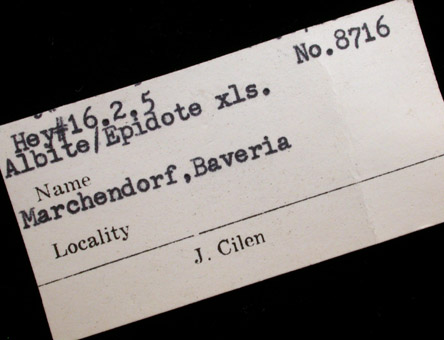 No.8716
Hey#16.2.5
Albite/Epidote xls.
Name
Marchendorf,Baveria
Locality
J. Cilen